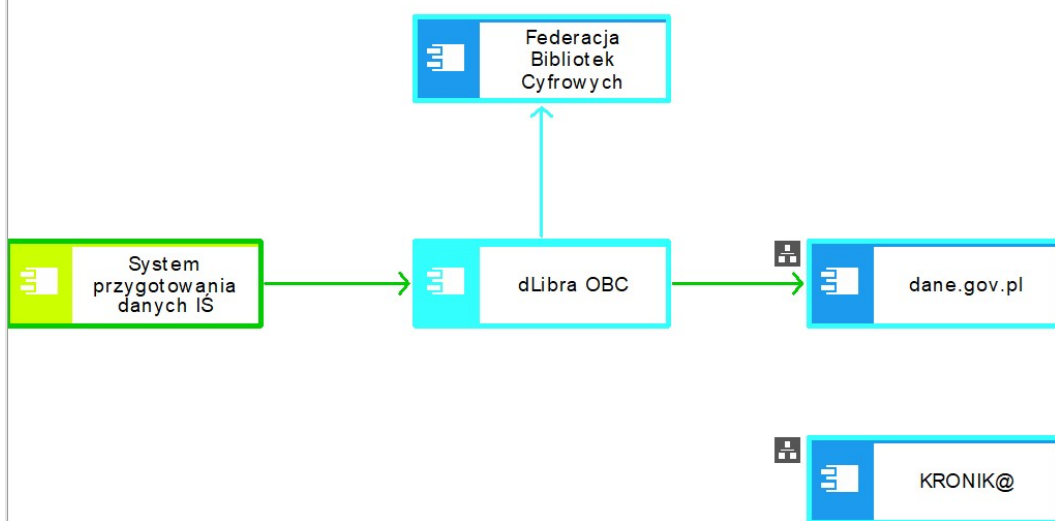 Federacja
Bibliotek
Cyfrowych
System
przygotowania
danych IŚ
dLibra OBC
dane.gov.pl
KRONIK@